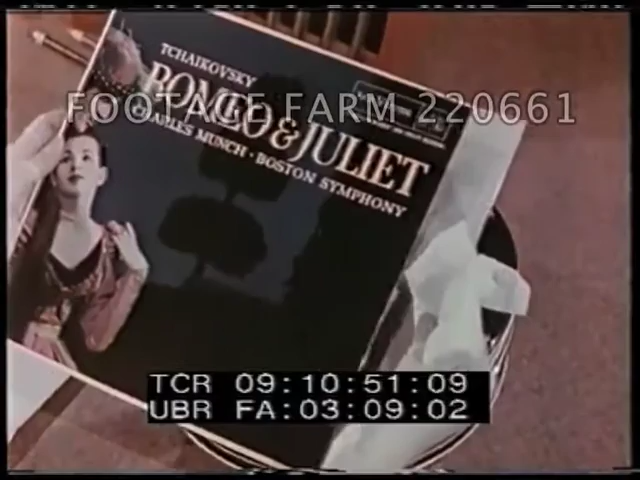 TCHAIKOVSKY
ROMEO & JULIET
CHARLES MUNCH · BOSTON SYMPHONY
FOOTAGE FARM 220661
TCR 09:10:51:09
UBR FA:03:09:02